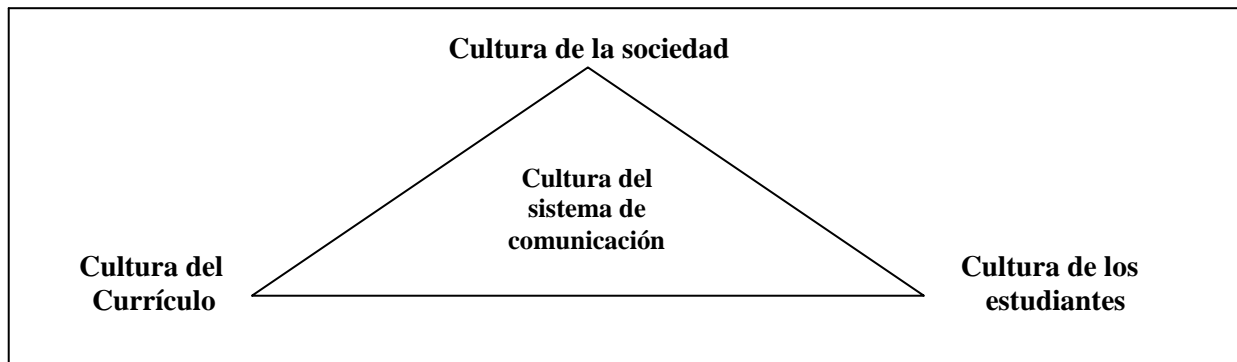 Cultura de la sociedad
Cultura del
sistema de
comunicación
Cultura del
Currículo
Cultura de los
estudiantes